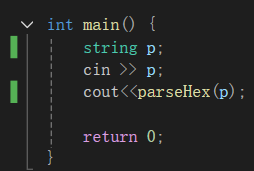 int main() {
string p;
cin >> p;
cout<<parseHex(p);
return 0;
}